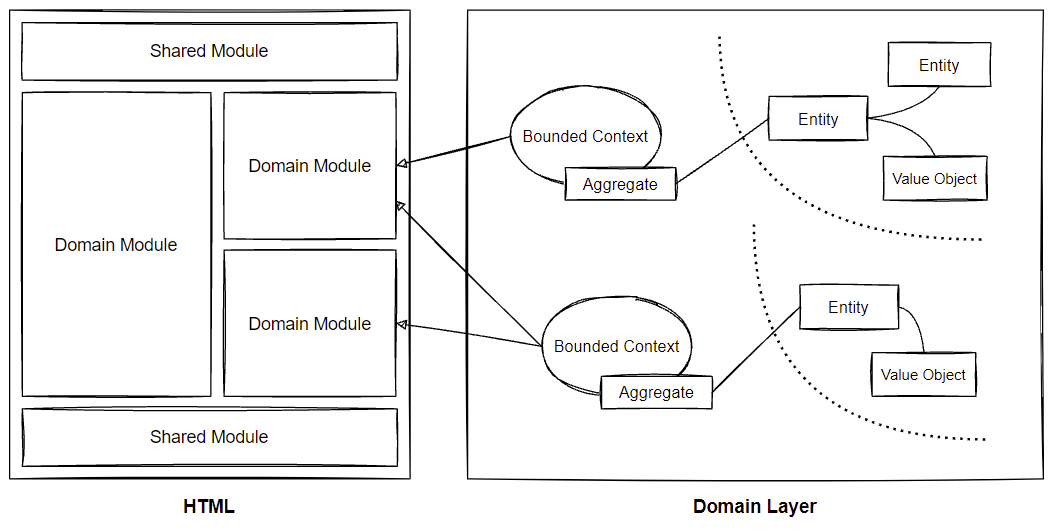 Shared Module
Domain Module
Domain Module
Domain Module
Shared Module
HTML
Bounded Context
Aggregate
Entity
Entity
Value Object
Bounded Context
Aggregate
Entity
Value Object
Domain Layer